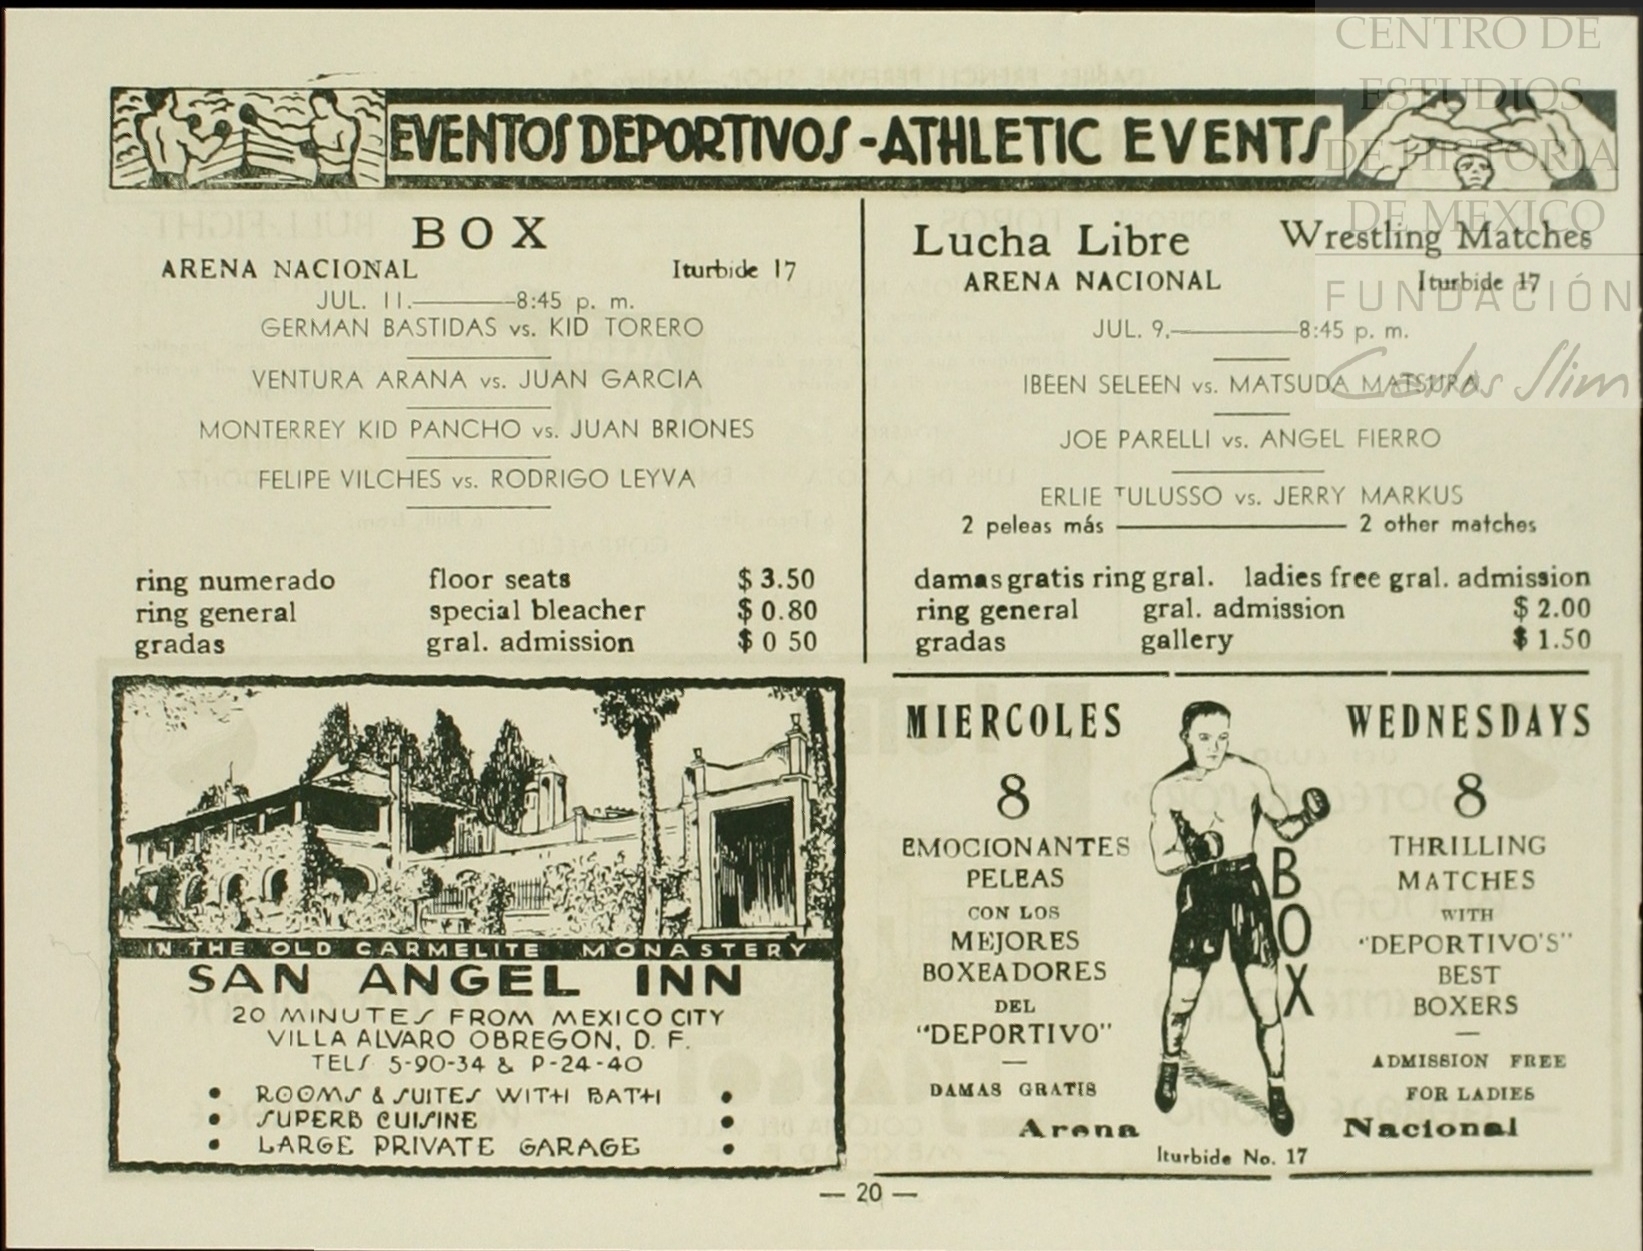 CENTRO DE
ESTUDIOS
DE HISTORIA
DE MEXICO
FUNDACIÓN
Carlos Slim
EVENTOS DEPORTIVOS - ATHLETIC EVENTS
BOX
ARENA NACIONAL Iturbide 17
JUL. 11.————8:45 p. m.
GERMAN BASTIDAS vs. KID TORERO
VENTURA ARANA vs. JUAN GARCIA
MONTERREY KID PANCHO vs. JUAN BRIONES
FELIPE VILCHES vs. RODRIGO LEYVA
ring numerado floor seats $ 3.50
ring general special bleacher $ 0.80
gradas gral. admission $ 0 50
Lucha Libre Wrestling Matches
ARENA NACIONAL Iturbide 17
JUL. 9.————8:45 p. m.
IBEEN SELEEN vs. MATSUDA MATSURA
JOE PARELLI vs. ANGEL FIERRO
ERLIE TULUSSO vs. JERRY MARKUS
2 peleas más ———— 2 other matches
damas gratis ring gral. ladies free gral. admission
ring general gral. admission $ 2.00
gradas gallery $ 1.50
IN THE OLD CARMELITE MONASTERY
SAN ANGEL INN
20 MINUTES FROM MEXICO CITY
VILLA ALVARO OBREGON, D. F.
TELS 5-90-34 & P-24-40
• ROOMS & SUITES WITH BATH •
• SUPERB CUISINE •
• LARGE PRIVATE GARAGE •
MIERCOLES
8
EMOCIONANTES
PELEAS
CON LOS
MEJORES
BOXEADORES
DEL
"DEPORTIVO"
—
DAMAS GRATIS
BOX
WEDNESDAYS
8
THRILLING
MATCHES
WITH
"DEPORTIVO'S"
BEST
BOXERS
—
ADMISSION FREE
FOR LADIES
Arena Nacional
Iturbide No. 17
— 20 —